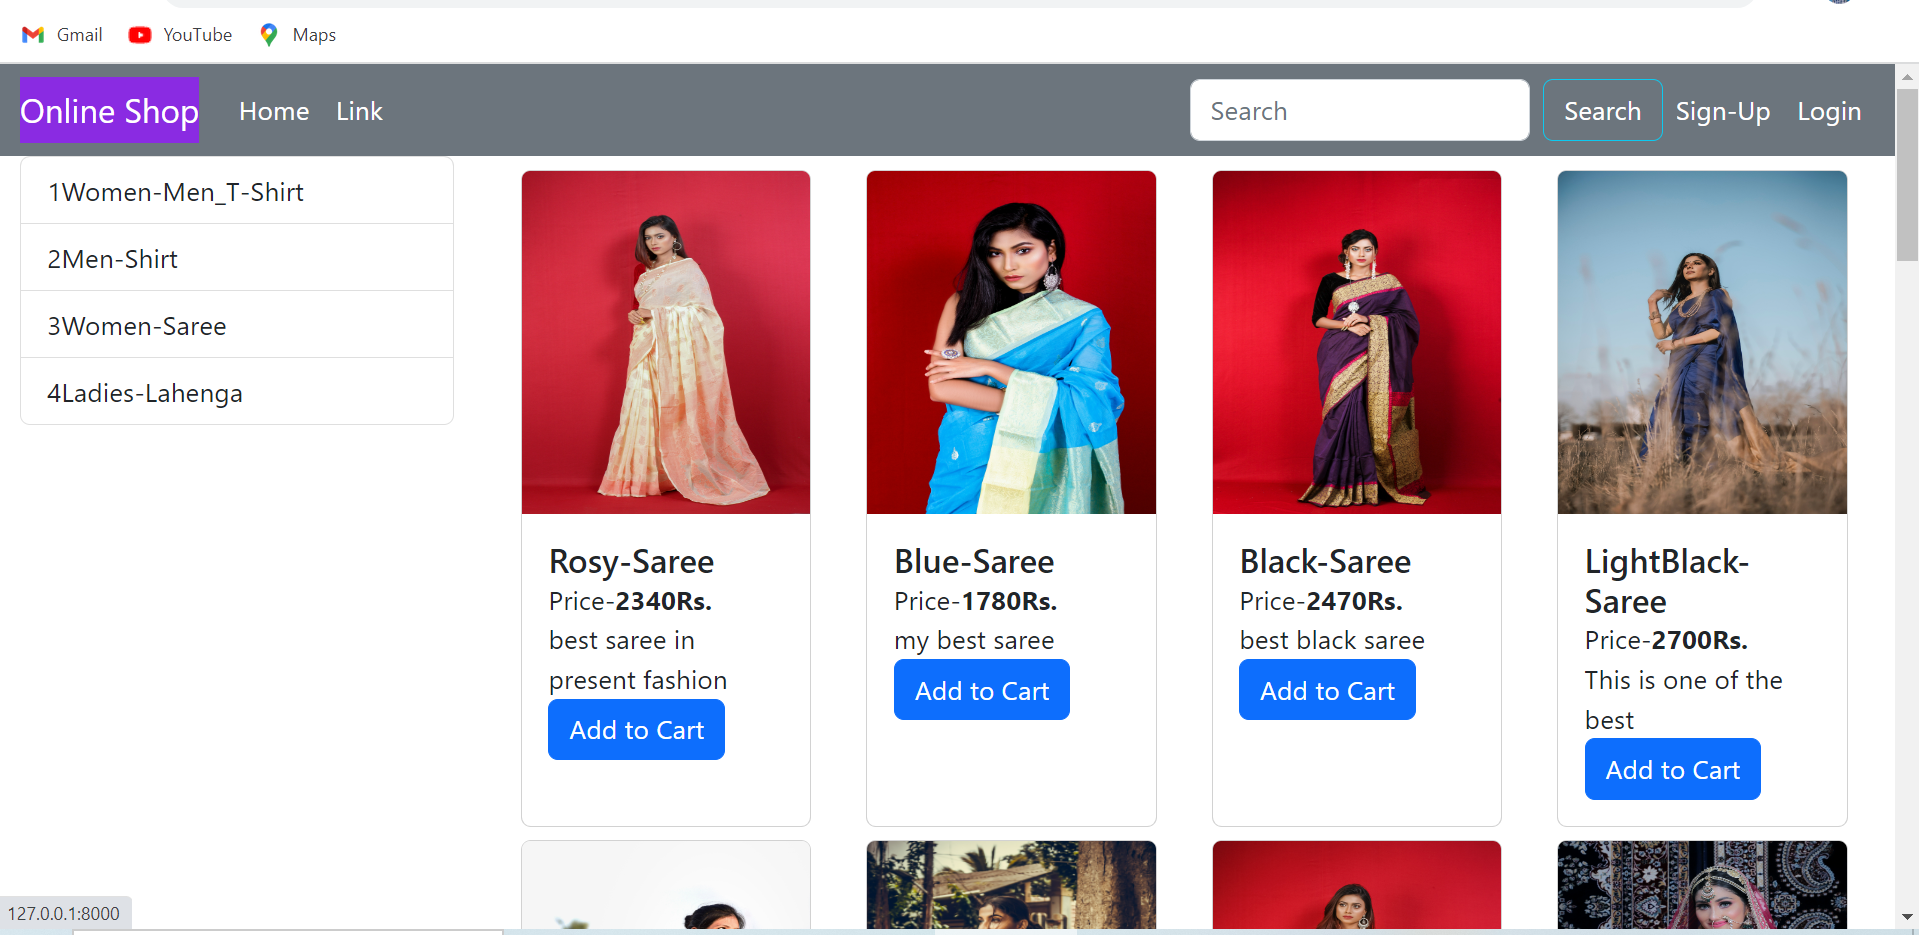 Gmail YouTube Maps
Online Shop Home Link Search Search Sign-Up Login
1Women-Men_T-Shirt
2Men-Shirt
3Women-Saree
4Ladies-Lahenga
Rosy-Saree
Price-2340Rs.
best saree in
present fashion
Add to Cart
Blue-Saree
Price-1780Rs.
my best saree
Add to Cart
Black-Saree
Price-2470Rs.
best black saree
Add to Cart
LightBlack-
Saree
Price-2700Rs.
This is one of the
best
Add to Cart
127.0.0.1:8000